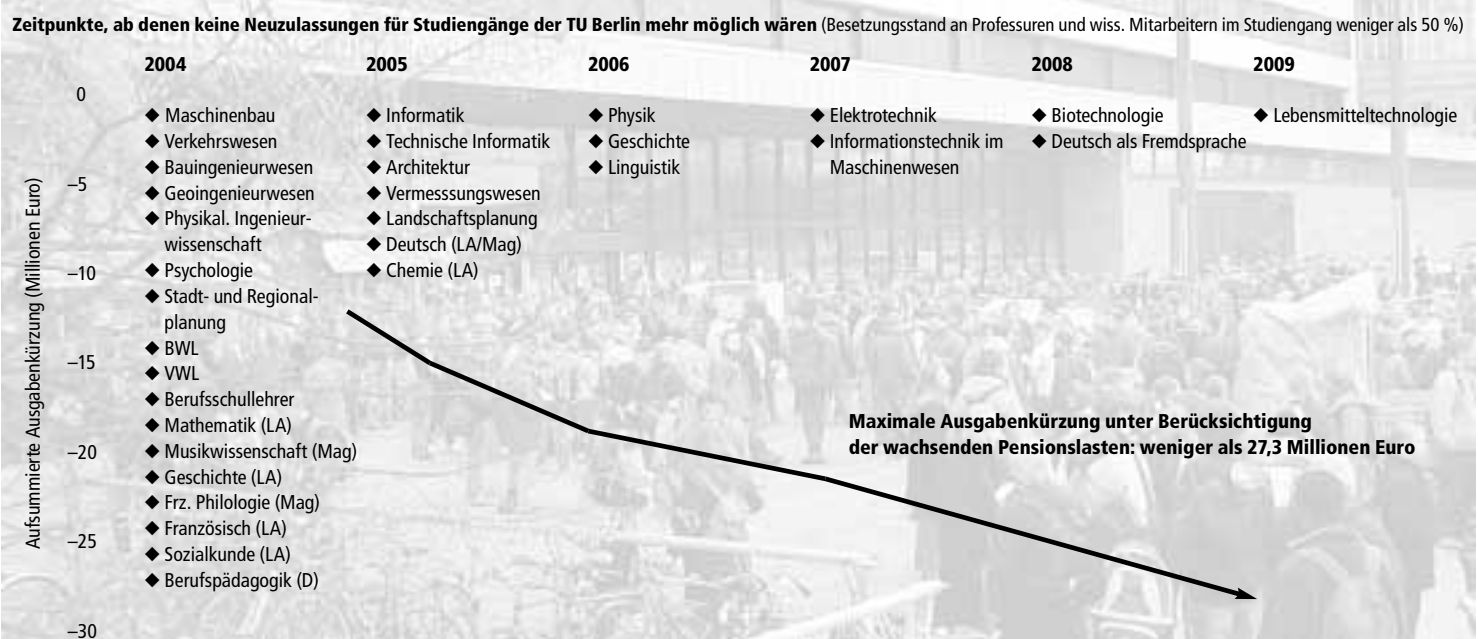 Zeitpunkte, ab denen keine Neuzulassungen für Studiengänge der TU Berlin mehr möglich wären (Besetzungsstand an Professuren und wiss. Mitarbeitern im Studiengang weniger als 50 %)
2004
◆ Maschinenbau
◆ Verkehrswesen
◆ Bauingenieurwesen
◆ Geoingenieurwesen
◆ Physikal. Ingenieur-
wissenschaft
◆ Psychologie
◆ Stadt- und Regional-
planung
◆ BWL
◆ VWL
◆ Berufsschullehrer
◆ Mathematik (LA)
◆ Musikwissenschaft (Mag)
◆ Geschichte (LA)
◆ Frz. Philologie (Mag)
◆ Französisch (LA)
◆ Sozialkunde (LA)
◆ Berufspädagogik (D)
2005
◆ Informatik
◆ Technische Informatik
◆ Architektur
◆ Vermesssungswesen
◆ Landschaftsplanung
◆ Deutsch (LA/Mag)
◆ Chemie (LA)
2006
◆ Physik
◆ Geschichte
◆ Linguistik
2007
◆ Elektrotechnik
◆ Informationstechnik im
Maschinenwesen
2008
◆ Biotechnologie
◆ Deutsch als Fremdsprache
2009
◆ Lebensmitteltechnologie
Aufsummierte Ausgabenkürzung (Millionen Euro)
0
–5
–10
–15
–20
–25
–30
Maximale Ausgabenkürzung unter Berücksichtigung
der wachsenden Pensionslasten: weniger als 27,3 Millionen Euro